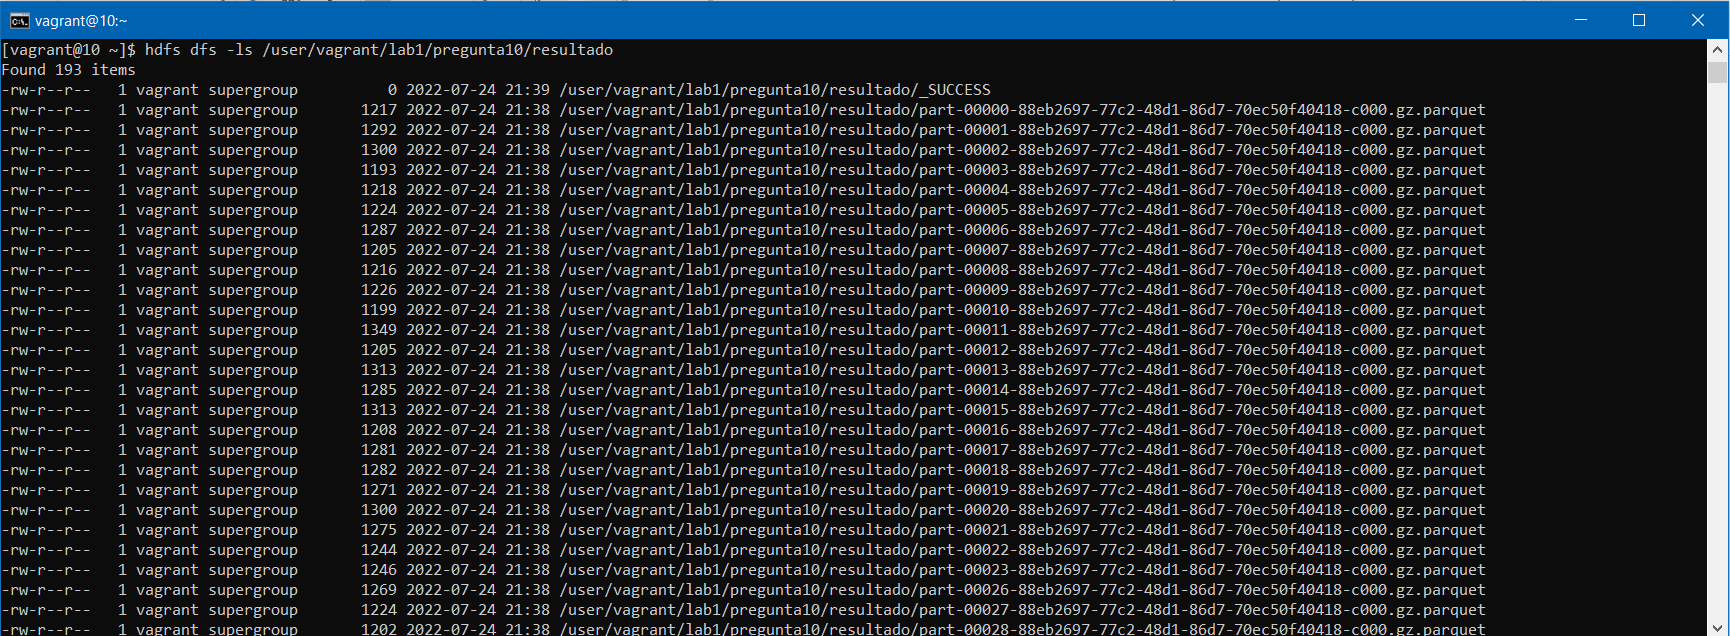 vagrant@10:~
[vagrant@10 ~]$ hdfs dfs -ls /user/vagrant/lab1/pregunta10/resultado
Found 193 items
-rw-r--r--   1 vagrant supergroup          0 2022-07-24 21:39 /user/vagrant/lab1/pregunta10/resultado/_SUCCESS
-rw-r--r--   1 vagrant supergroup       1217 2022-07-24 21:38 /user/vagrant/lab1/pregunta10/resultado/part-00000-88eb2697-77c2-48d1-86d7-70ec50f40418-c000.gz.parquet
-rw-r--r--   1 vagrant supergroup       1292 2022-07-24 21:38 /user/vagrant/lab1/pregunta10/resultado/part-00001-88eb2697-77c2-48d1-86d7-70ec50f40418-c000.gz.parquet
-rw-r--r--   1 vagrant supergroup       1300 2022-07-24 21:38 /user/vagrant/lab1/pregunta10/resultado/part-00002-88eb2697-77c2-48d1-86d7-70ec50f40418-c000.gz.parquet
-rw-r--r--   1 vagrant supergroup       1193 2022-07-24 21:38 /user/vagrant/lab1/pregunta10/resultado/part-00003-88eb2697-77c2-48d1-86d7-70ec50f40418-c000.gz.parquet
-rw-r--r--   1 vagrant supergroup       1218 2022-07-24 21:38 /user/vagrant/lab1/pregunta10/resultado/part-00004-88eb2697-77c2-48d1-86d7-70ec50f40418-c000.gz.parquet
-rw-r--r--   1 vagrant supergroup       1224 2022-07-24 21:38 /user/vagrant/lab1/pregunta10/resultado/part-00005-88eb2697-77c2-48d1-86d7-70ec50f40418-c000.gz.parquet
-rw-r--r--   1 vagrant supergroup       1287 2022-07-24 21:38 /user/vagrant/lab1/pregunta10/resultado/part-00006-88eb2697-77c2-48d1-86d7-70ec50f40418-c000.gz.parquet
-rw-r--r--   1 vagrant supergroup       1205 2022-07-24 21:38 /user/vagrant/lab1/pregunta10/resultado/part-00007-88eb2697-77c2-48d1-86d7-70ec50f40418-c000.gz.parquet
-rw-r--r--   1 vagrant supergroup       1216 2022-07-24 21:38 /user/vagrant/lab1/pregunta10/resultado/part-00008-88eb2697-77c2-48d1-86d7-70ec50f40418-c000.gz.parquet
-rw-r--r--   1 vagrant supergroup       1226 2022-07-24 21:38 /user/vagrant/lab1/pregunta10/resultado/part-00009-88eb2697-77c2-48d1-86d7-70ec50f40418-c000.gz.parquet
-rw-r--r--   1 vagrant supergroup       1199 2022-07-24 21:38 /user/vagrant/lab1/pregunta10/resultado/part-00010-88eb2697-77c2-48d1-86d7-70ec50f40418-c000.gz.parquet
-rw-r--r--   1 vagrant supergroup       1349 2022-07-24 21:38 /user/vagrant/lab1/pregunta10/resultado/part-00011-88eb2697-77c2-48d1-86d7-70ec50f40418-c000.gz.parquet
-rw-r--r--   1 vagrant supergroup       1205 2022-07-24 21:38 /user/vagrant/lab1/pregunta10/resultado/part-00012-88eb2697-77c2-48d1-86d7-70ec50f40418-c000.gz.parquet
-rw-r--r--   1 vagrant supergroup       1313 2022-07-24 21:38 /user/vagrant/lab1/pregunta10/resultado/part-00013-88eb2697-77c2-48d1-86d7-70ec50f40418-c000.gz.parquet
-rw-r--r--   1 vagrant supergroup       1285 2022-07-24 21:38 /user/vagrant/lab1/pregunta10/resultado/part-00014-88eb2697-77c2-48d1-86d7-70ec50f40418-c000.gz.parquet
-rw-r--r--   1 vagrant supergroup       1313 2022-07-24 21:38 /user/vagrant/lab1/pregunta10/resultado/part-00015-88eb2697-77c2-48d1-86d7-70ec50f40418-c000.gz.parquet
-rw-r--r--   1 vagrant supergroup       1208 2022-07-24 21:38 /user/vagrant/lab1/pregunta10/resultado/part-00016-88eb2697-77c2-48d1-86d7-70ec50f40418-c000.gz.parquet
-rw-r--r--   1 vagrant supergroup       1281 2022-07-24 21:38 /user/vagrant/lab1/pregunta10/resultado/part-00017-88eb2697-77c2-48d1-86d7-70ec50f40418-c000.gz.parquet
-rw-r--r--   1 vagrant supergroup       1282 2022-07-24 21:38 /user/vagrant/lab1/pregunta10/resultado/part-00018-88eb2697-77c2-48d1-86d7-70ec50f40418-c000.gz.parquet
-rw-r--r--   1 vagrant supergroup       1271 2022-07-24 21:38 /user/vagrant/lab1/pregunta10/resultado/part-00019-88eb2697-77c2-48d1-86d7-70ec50f40418-c000.gz.parquet
-rw-r--r--   1 vagrant supergroup       1300 2022-07-24 21:38 /user/vagrant/lab1/pregunta10/resultado/part-00020-88eb2697-77c2-48d1-86d7-70ec50f40418-c000.gz.parquet
-rw-r--r--   1 vagrant supergroup       1275 2022-07-24 21:38 /user/vagrant/lab1/pregunta10/resultado/part-00021-88eb2697-77c2-48d1-86d7-70ec50f40418-c000.gz.parquet
-rw-r--r--   1 vagrant supergroup       1244 2022-07-24 21:38 /user/vagrant/lab1/pregunta10/resultado/part-00022-88eb2697-77c2-48d1-86d7-70ec50f40418-c000.gz.parquet
-rw-r--r--   1 vagrant supergroup       1246 2022-07-24 21:38 /user/vagrant/lab1/pregunta10/resultado/part-00023-88eb2697-77c2-48d1-86d7-70ec50f40418-c000.gz.parquet
-rw-r--r--   1 vagrant supergroup       1269 2022-07-24 21:38 /user/vagrant/lab1/pregunta10/resultado/part-00026-88eb2697-77c2-48d1-86d7-70ec50f40418-c000.gz.parquet
-rw-r--r--   1 vagrant supergroup       1224 2022-07-24 21:38 /user/vagrant/lab1/pregunta10/resultado/part-00027-88eb2697-77c2-48d1-86d7-70ec50f40418-c000.gz.parquet
-rw-r--r--   1 vagrant supergroup       1202 2022-07-24 21:38 /user/vagrant/lab1/pregunta10/resultado/part-00028-88eb2697-77c2-48d1-86d7-70ec50f40418-c000.gz.parquet